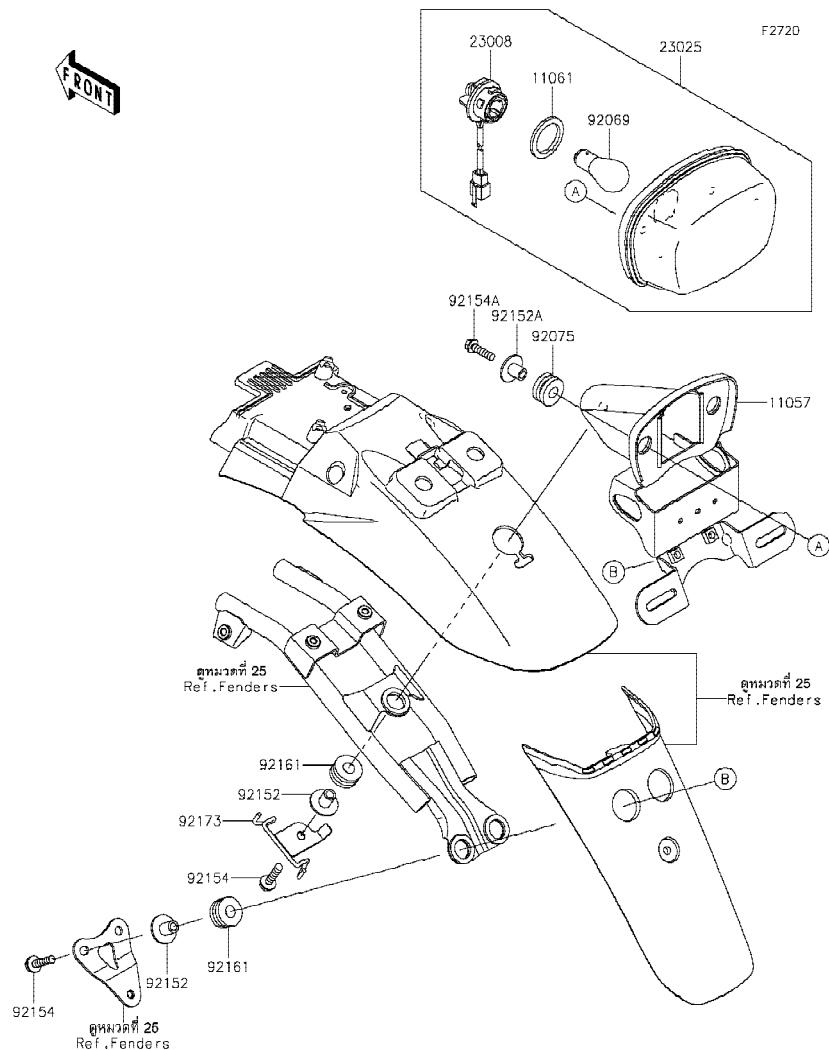 F2720
FRONT
23008
23025
11061
92069
A
92154A
92152A
92075
11057
A
B
ดูหมวดที่ 25
Ref.Fenders
ดูหมวดที่ 25
Ref.Fenders
92161
B
92152
92173
92154
92161
92152
92154
ดูหมวดที่ 25
Ref.Fenders